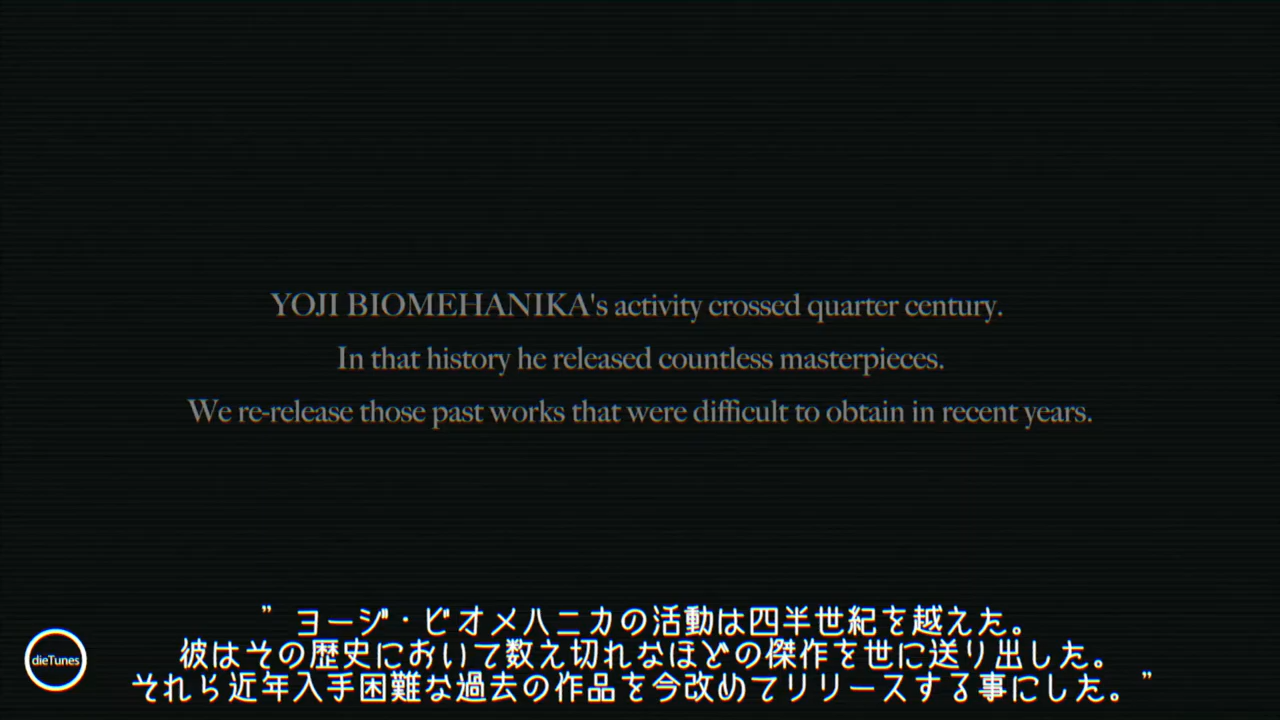 YOJI BIOMEHANIKA's activity crossed quarter century.
In that history he released countless masterpieces.
We re-release those past works that were difficult to obtain in recent years.
”ヨージ・ビオメハニカの活動は四半世紀を越えた。
彼はその歴史において数え切れなほどの傑作を世に送り出した。
それら近年入手困難な過去の作品を今改めてリリースする事にした。”
dieTunes